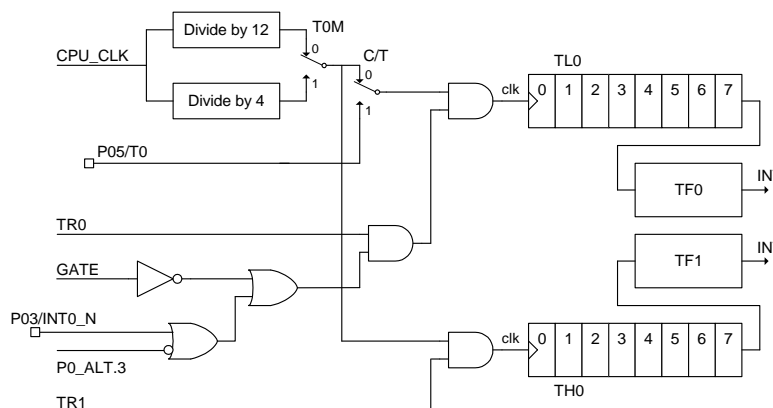 Divide by 12
T0M
CPU_CLK
0
C/T
TL0
Divide by 4
1
0
clk
0 1 2 3 4 5 6 7
1
P05/T0
IN
TF0
TR0
IN
TF1
GATE
P03/INT0_N
clk
0 1 2 3 4 5 6 7
P0_ALT.3
TH0
TR1